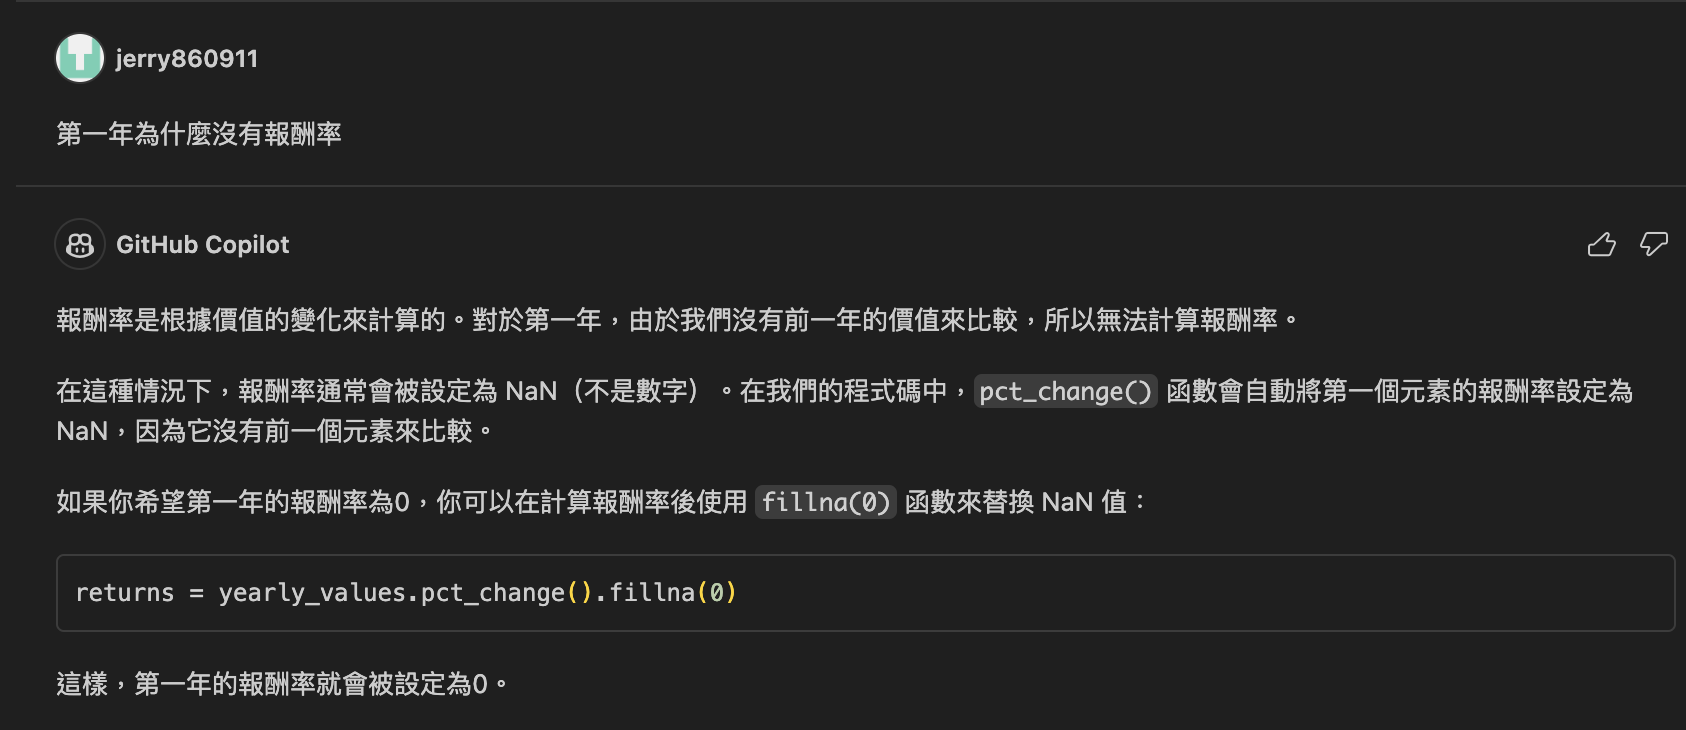 jerry860911
第一年為什麼沒有報酬率
GitHub Copilot
報酬率是根據價值的變化來計算的。對於第一年，由於我們沒有前一年的價值來比較，所以無法計算報酬率。
在這種情況下，報酬率通常會被設定為 NaN（不是數字）。在我們的程式碼中，pct_change() 函數會自動將第一個元素的報酬率設定為
NaN，因為它沒有前一個元素來比較。
如果你希望第一年的報酬率為0，你可以在計算報酬率後使用 fillna(0) 函數來替換 NaN 值：
returns = yearly_values.pct_change().fillna(0)
這樣，第一年的報酬率就會被設定為0。